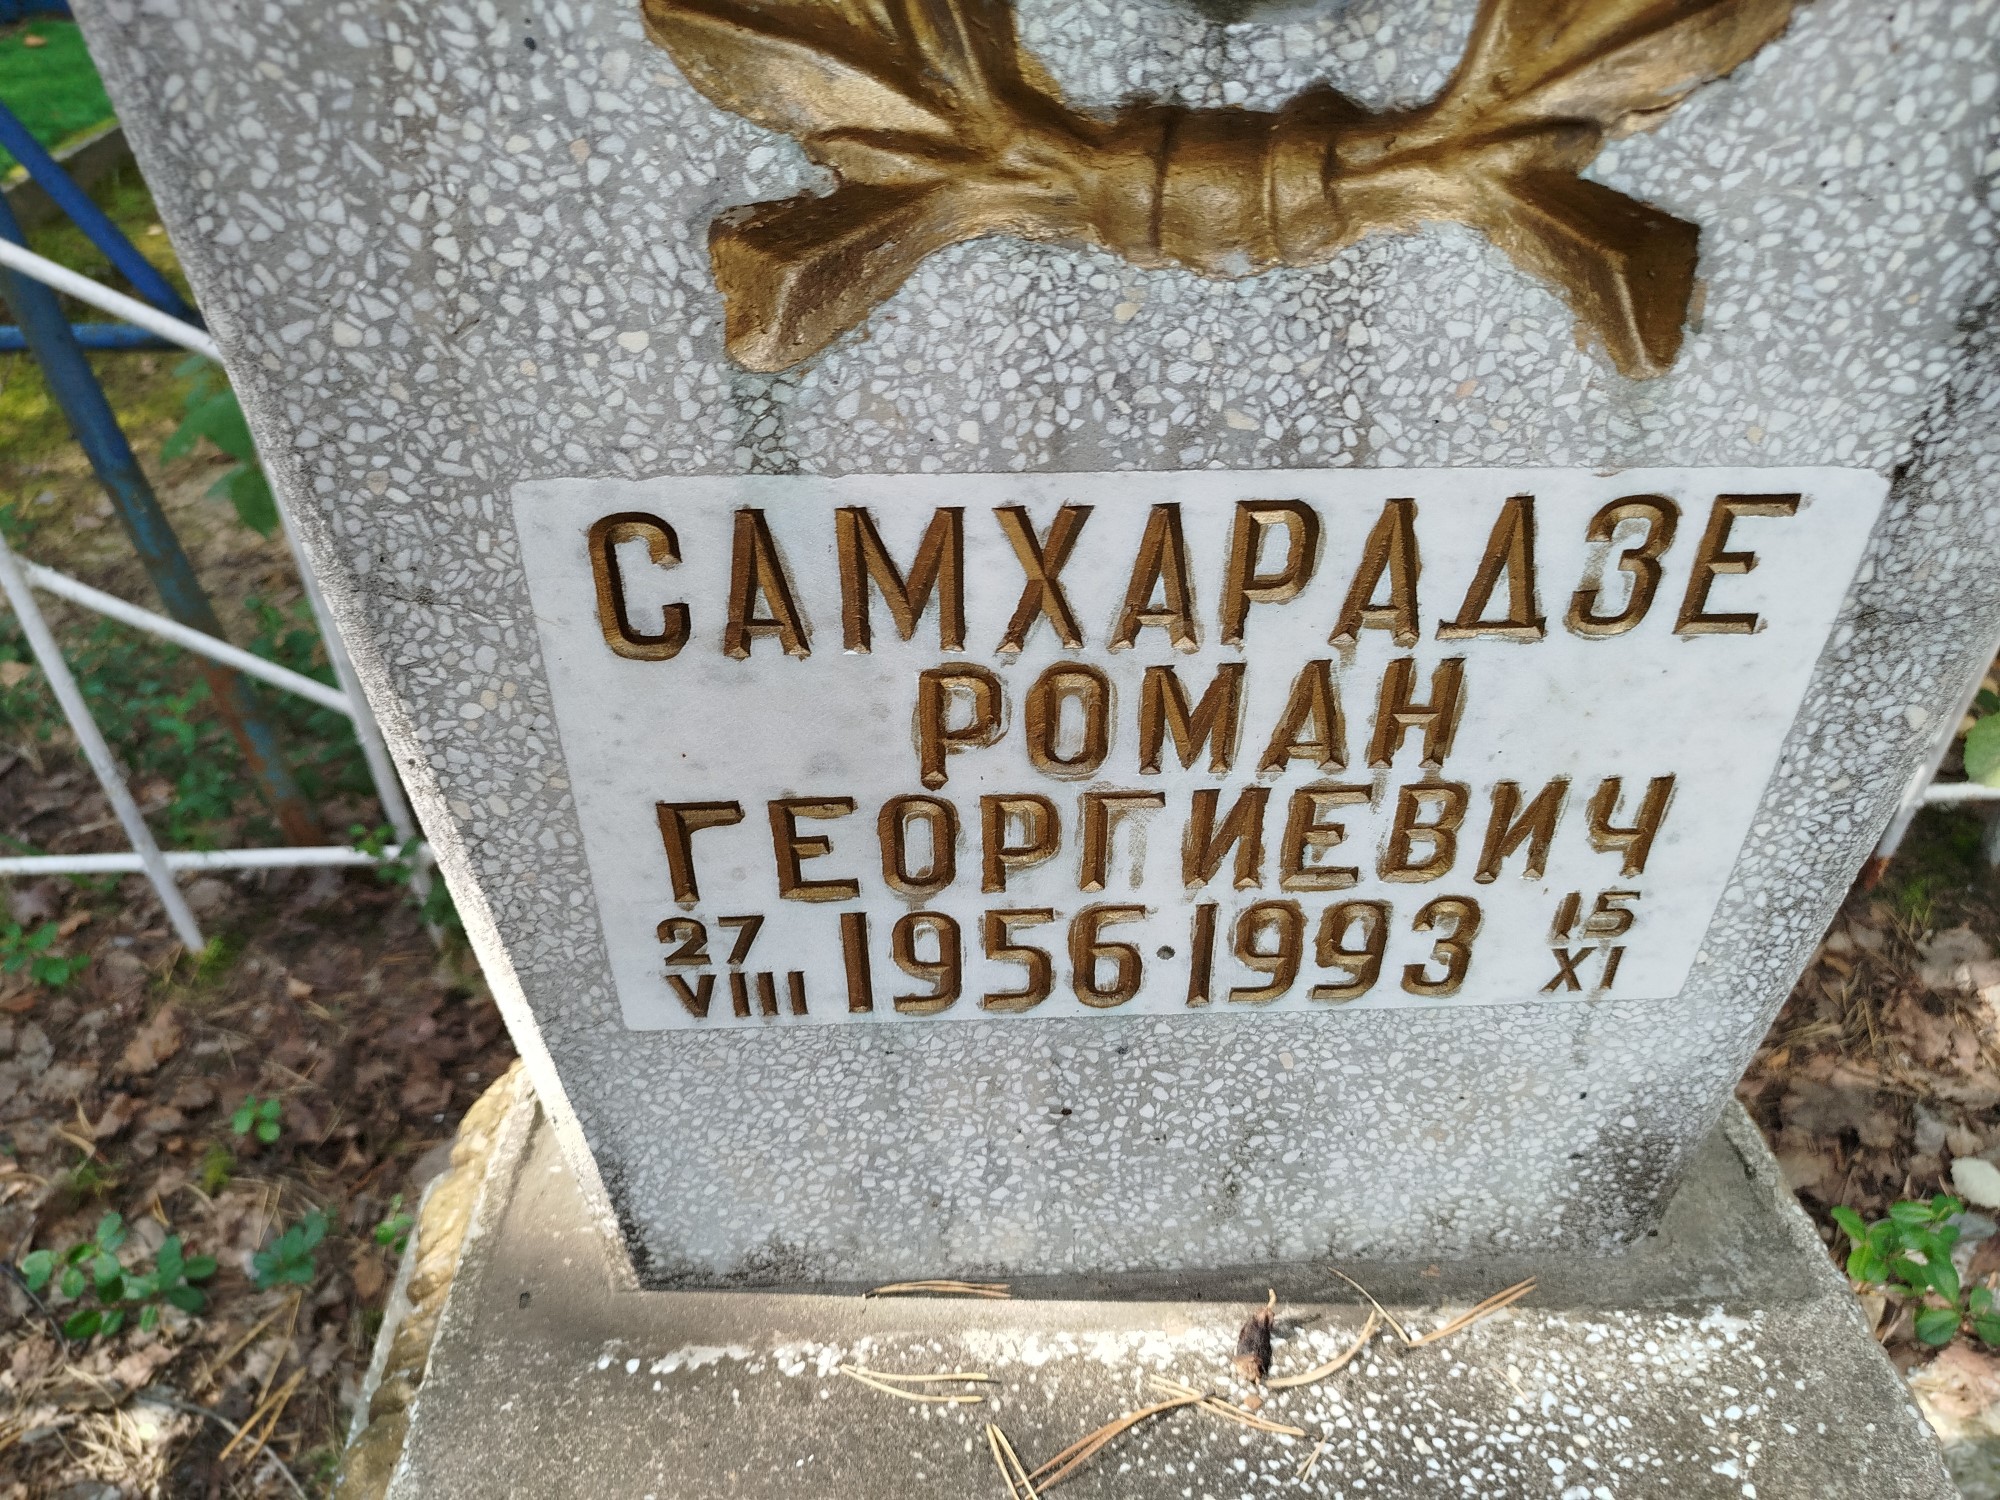 САМХАРАДЗЕ
РОМАН
ГЕОРГИЕВИЧ
27 VIII 1956·1993 15 XI